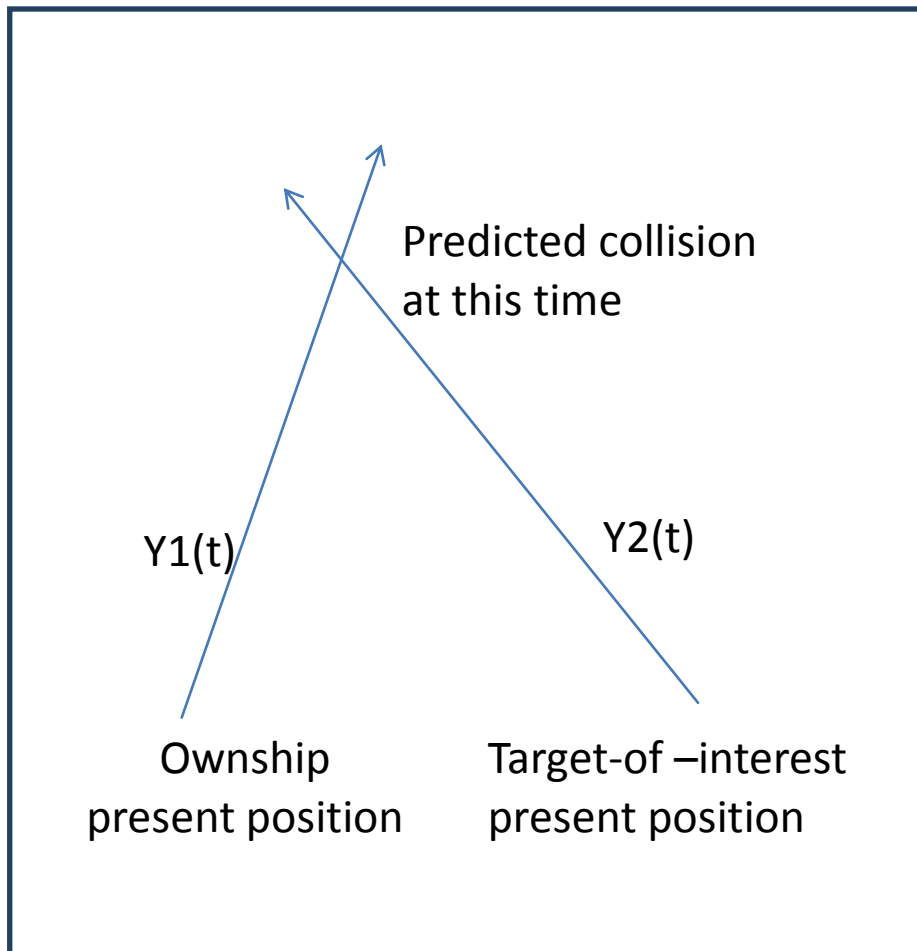 Predicted collision
at this time
Y1(t)
Y2(t)
Ownship
present position
Target-of –interest
present position